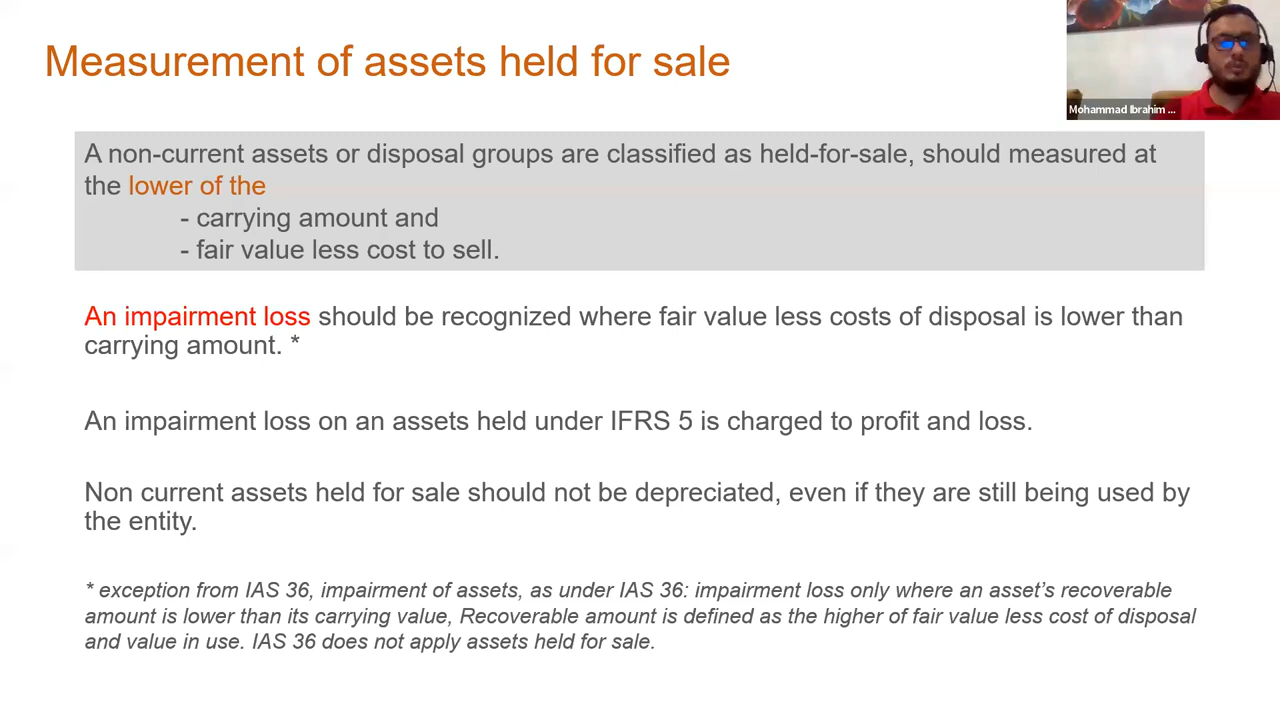 Measurement of assets held for sale
Mohammad Ibrahim ...
A non-current assets or disposal groups are classified as held-for-sale, should measured at
the lower of the
- carrying amount and
- fair value less cost to sell.
An impairment loss should be recognized where fair value less costs of disposal is lower than
carrying amount. *
An impairment loss on an assets held under IFRS 5 is charged to profit and loss.
Non current assets held for sale should not be depreciated, even if they are still being used by
the entity.
* exception from IAS 36, impairment of assets, as under IAS 36: impairment loss only where an asset’s recoverable
amount is lower than its carrying value, Recoverable amount is defined as the higher of fair value less cost of disposal
and value in use. IAS 36 does not apply assets held for sale.